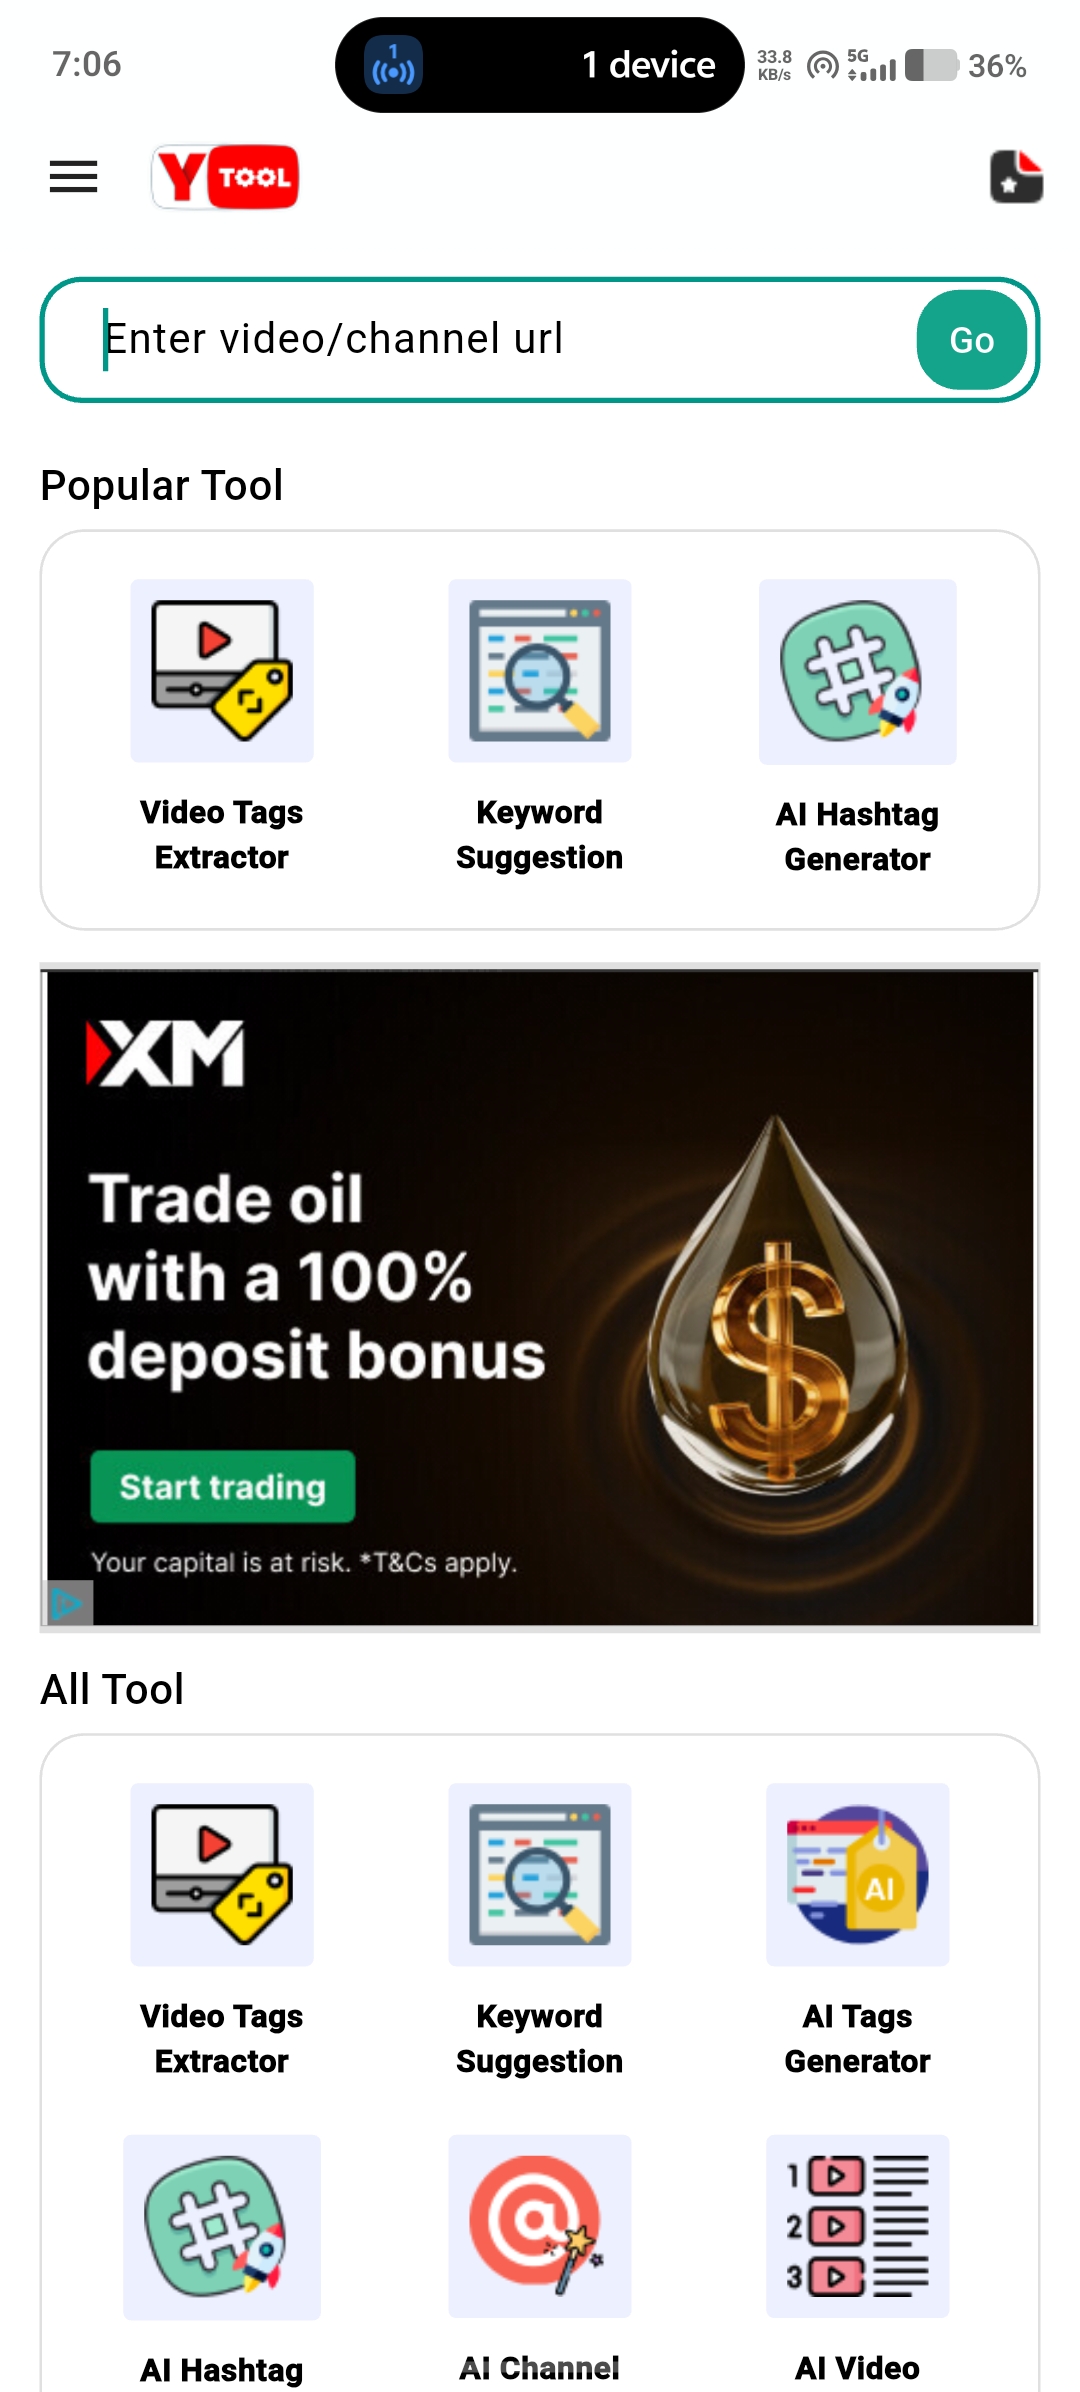 7:06
1
1 device
33.8
KB/s
5G
36%
Y TOOL
Enter video/channel url
Go
Popular Tool
Video Tags
Extractor
Keyword
Suggestion
AI Hashtag
Generator
XM
Trade oil
with a 100%
deposit bonus
Start trading
Your capital is at risk. *T&Cs apply.
All Tool
Video Tags
Extractor
Keyword
Suggestion
AI
AI Tags
Generator
1
2
3
AI Hashtag
AI Channel
AI Video